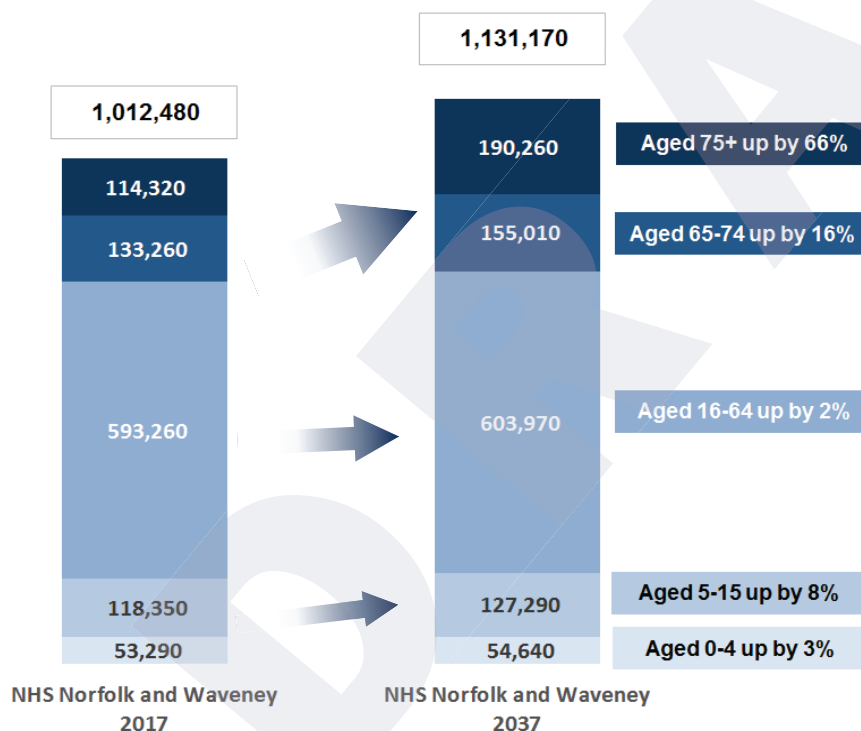 1,012,480
114,320
133,260
593,260
118,350
53,290
NHS Norfolk and Waveney
2017
1,131,170
190,260
155,010
603,970
127,290
54,640
NHS Norfolk and Waveney
2037
Aged 75+ up by 66%
Aged 65-74 up by 16%
Aged 16-64 up by 2%
Aged 5-15 up by 8%
Aged 0-4 up by 3%